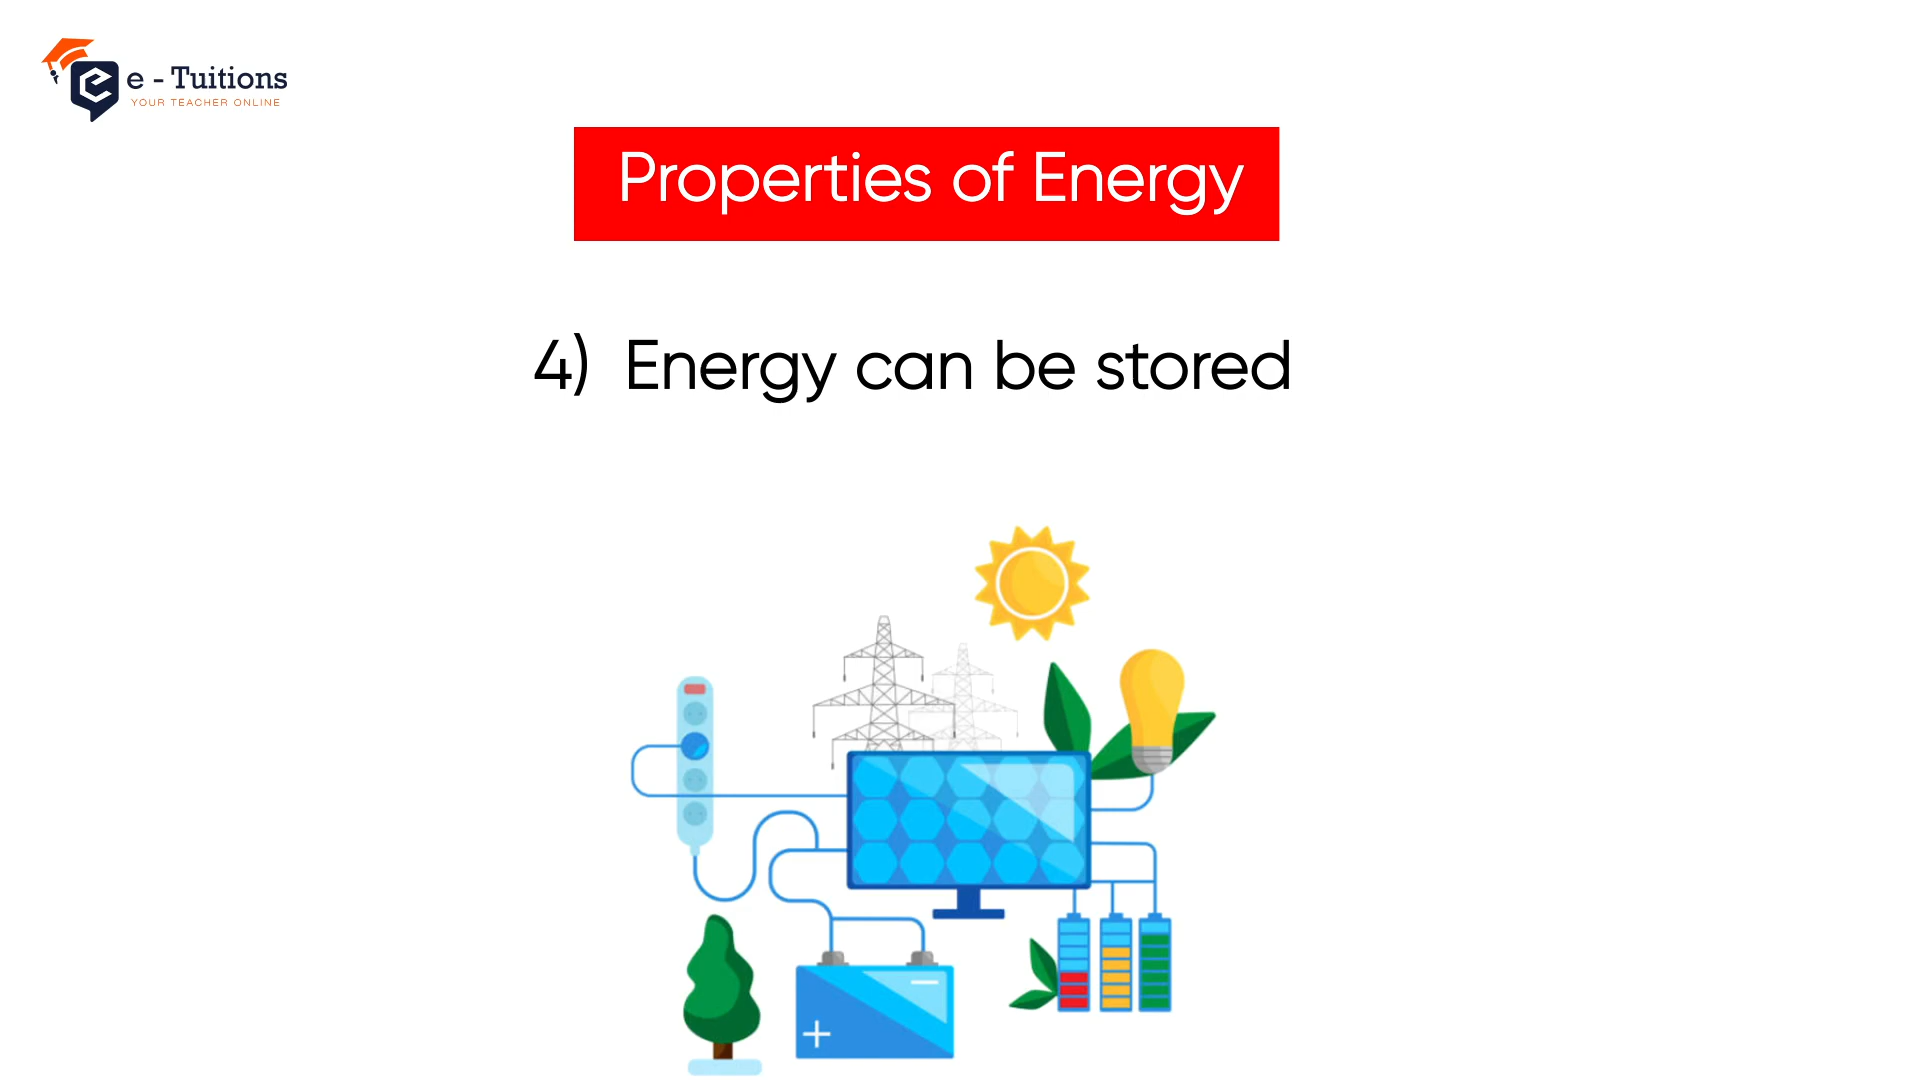 e - Tuitions
YOUR TEACHER ONLINE
Properties of Energy
4) Energy can be stored